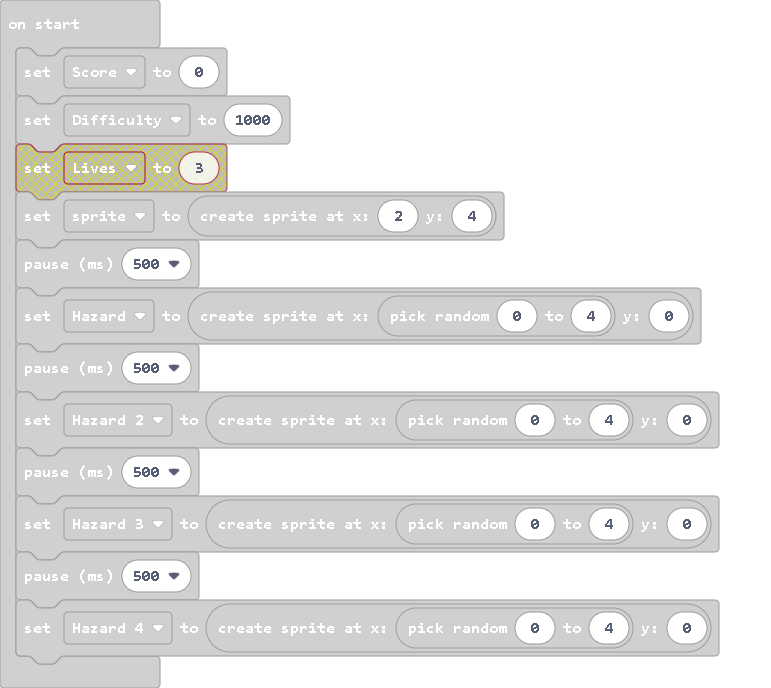 on start
set Score to 0
set Difficulty to 1000
set Lives to 3
set sprite to create sprite at x: 2 y: 4
pause (ms) 500
set Hazard to create sprite at x: pick random 0 to 4 y: 0
pause (ms) 500
set Hazard 2 to create sprite at x: pick random 0 to 4 y: 0
pause (ms) 500
set Hazard 3 to create sprite at x: pick random 0 to 4 y: 0
pause (ms) 500
set Hazard 4 to create sprite at x: pick random 0 to 4 y: 0